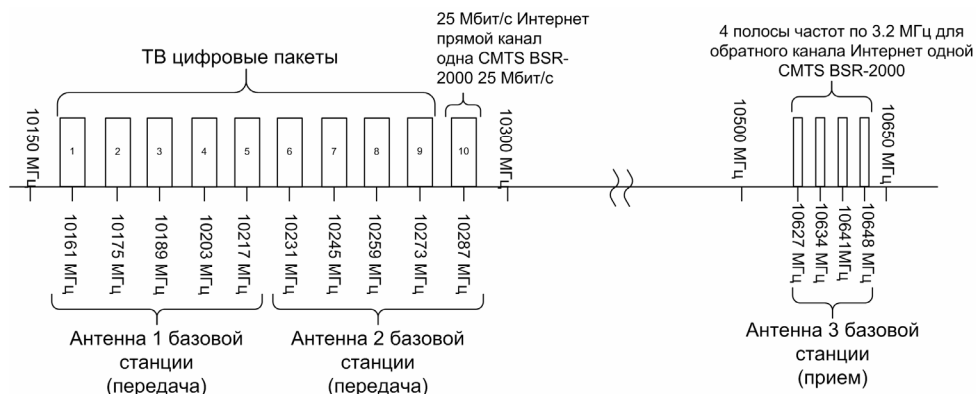 25 Мбит/с Интернет
прямой канал
одна CMTS BSR-
2000 25 Мбит/с
ТВ цифровые пакеты
4 полосы частот по 3.2 МГц для
обратного канала Интернет одной
CMTS BSR-2000
10150 МГц
1
2
3
4
5
6
7
8
9
10
10300 МГц
10500 МГц
10650 МГц
10161 МГц
10175 МГц
10189 МГц
10203 МГц
10217 МГц
10231 МГц
10245 МГц
10259 МГц
10273 МГц
10287 МГц
10627 МГц
10634 МГц
10641МГц
10648 МГц
Антенна 1 базовой
станции
(передача)
Антенна 2 базовой
станции
(передача)
Антенна 3 базовой
станции
(прием)